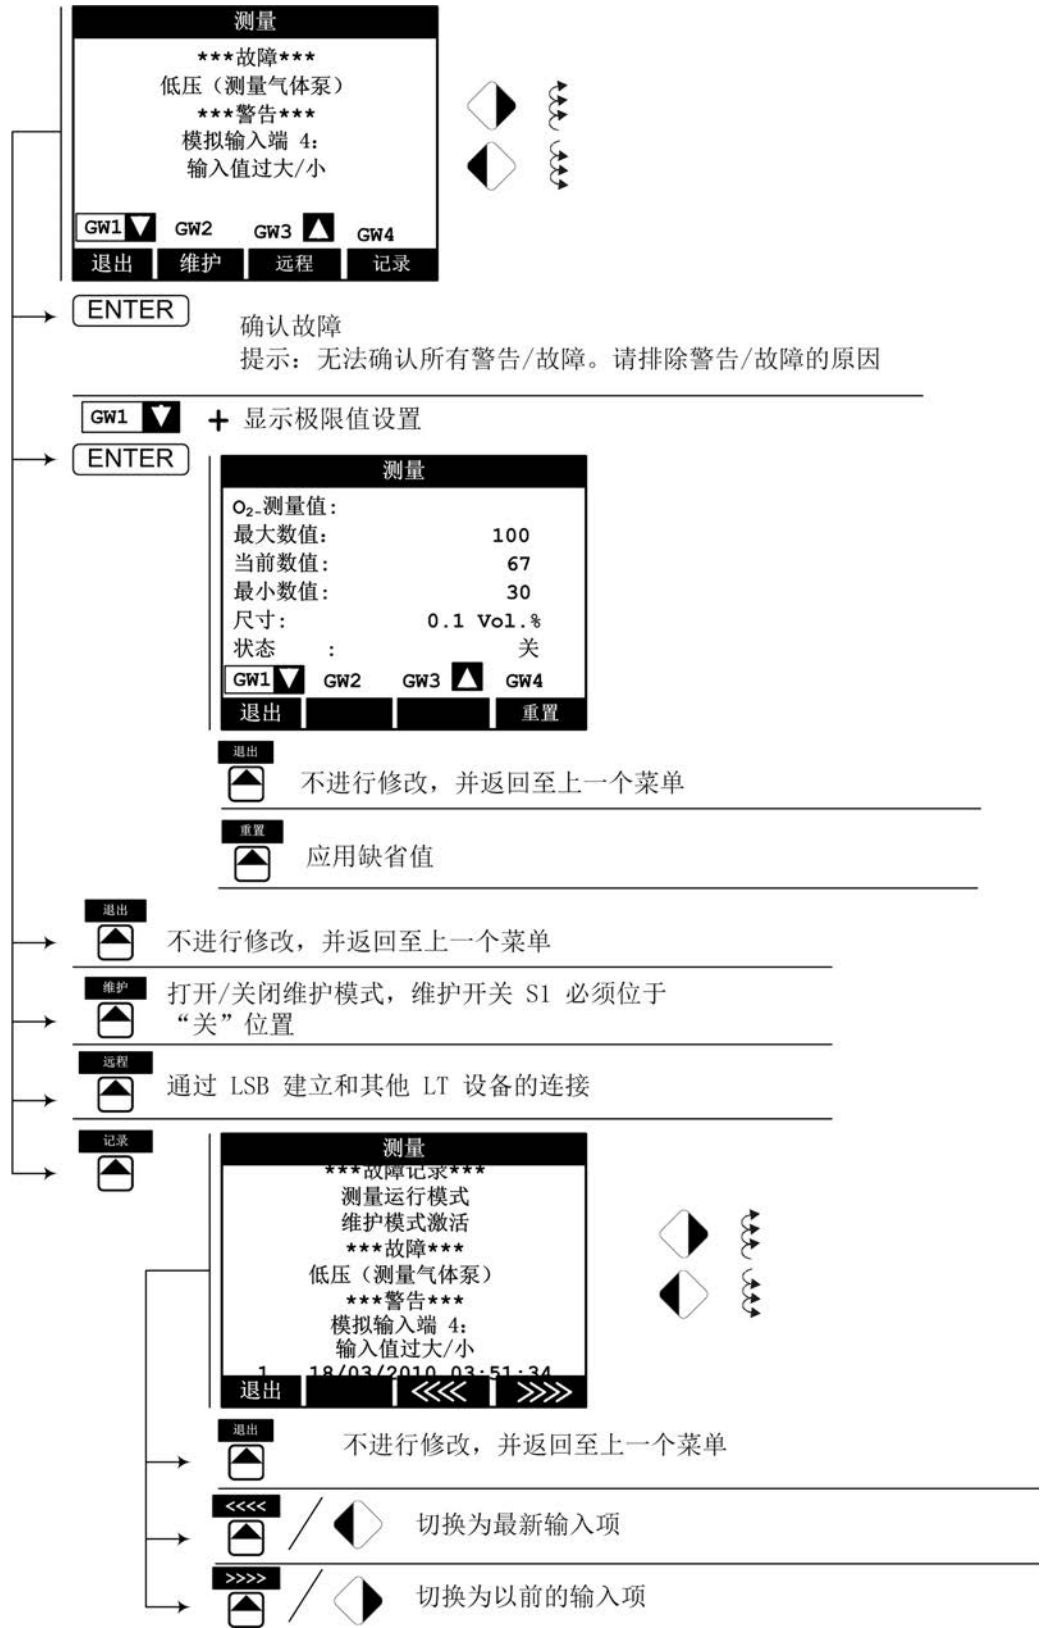 测量
***故障***
低压（测量气体泵）
***警告***
模拟输入端 4:
输入值过大/小
GW1 GW2 GW3 GW4
退出 维护 远程 记录
ENTER
确认故障
提示: 无法确认所有警告/故障。请排除警告/故障的原因
GW1 + 显示极限值设置
ENTER
测量
O₂-测量值:
最大数值: 100
当前数值: 67
最小数值: 30
尺寸: 0.1 Vol.%
状态 : 关
GW1 GW2 GW3 GW4
退出 重置
退出
不进行修改, 并返回至上一个菜单
重置
应用缺省值
退出
不进行修改, 并返回至上一个菜单
维护
打开/关闭维护模式, 维护开关 S1 必须位于
“关”位置
远程
通过 LSB 建立和其他 LT 设备的连接
记录
测量
***故障记录***
测量运行模式
维护模式激活
***故障***
低压（测量气体泵）
***警告***
模拟输入端 4:
输入值过大/小
1 18/03/2010 03:51:34
退出 <<<< >>>>
退出
不进行修改, 并返回至上一个菜单
<<<<
/ 切换为最新输入项
>>>>
/ 切换为以前的输入项